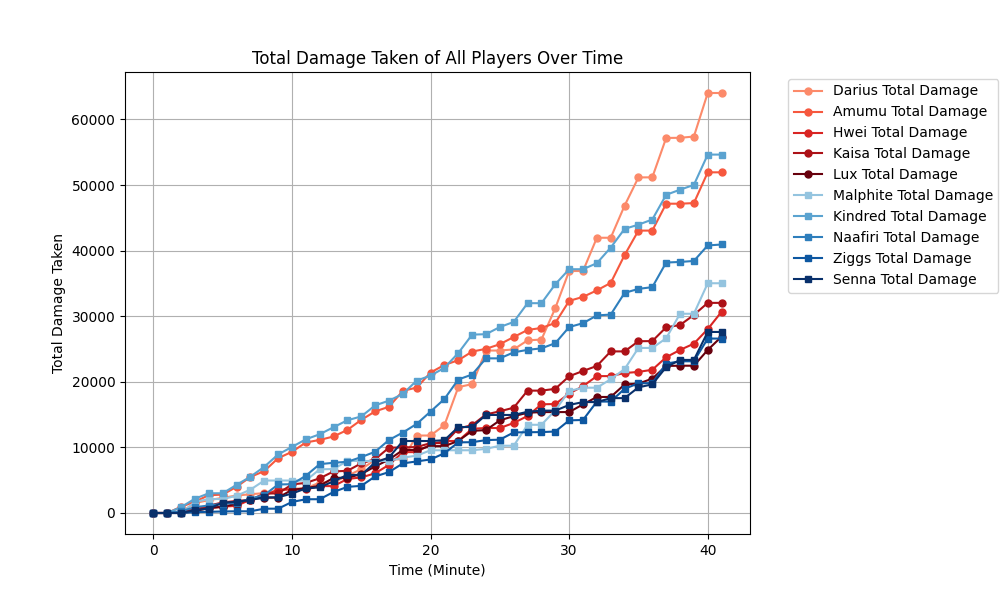 Total Damage Taken of All Players Over Time
Total Damage Taken
60000
50000
40000
30000
20000
10000
0
0 10 20 30 40
Time (Minute)
Darius Total Damage
Amumu Total Damage
Hwei Total Damage
Kaisa Total Damage
Lux Total Damage
Malphite Total Damage
Kindred Total Damage
Naafiri Total Damage
Ziggs Total Damage
Senna Total Damage